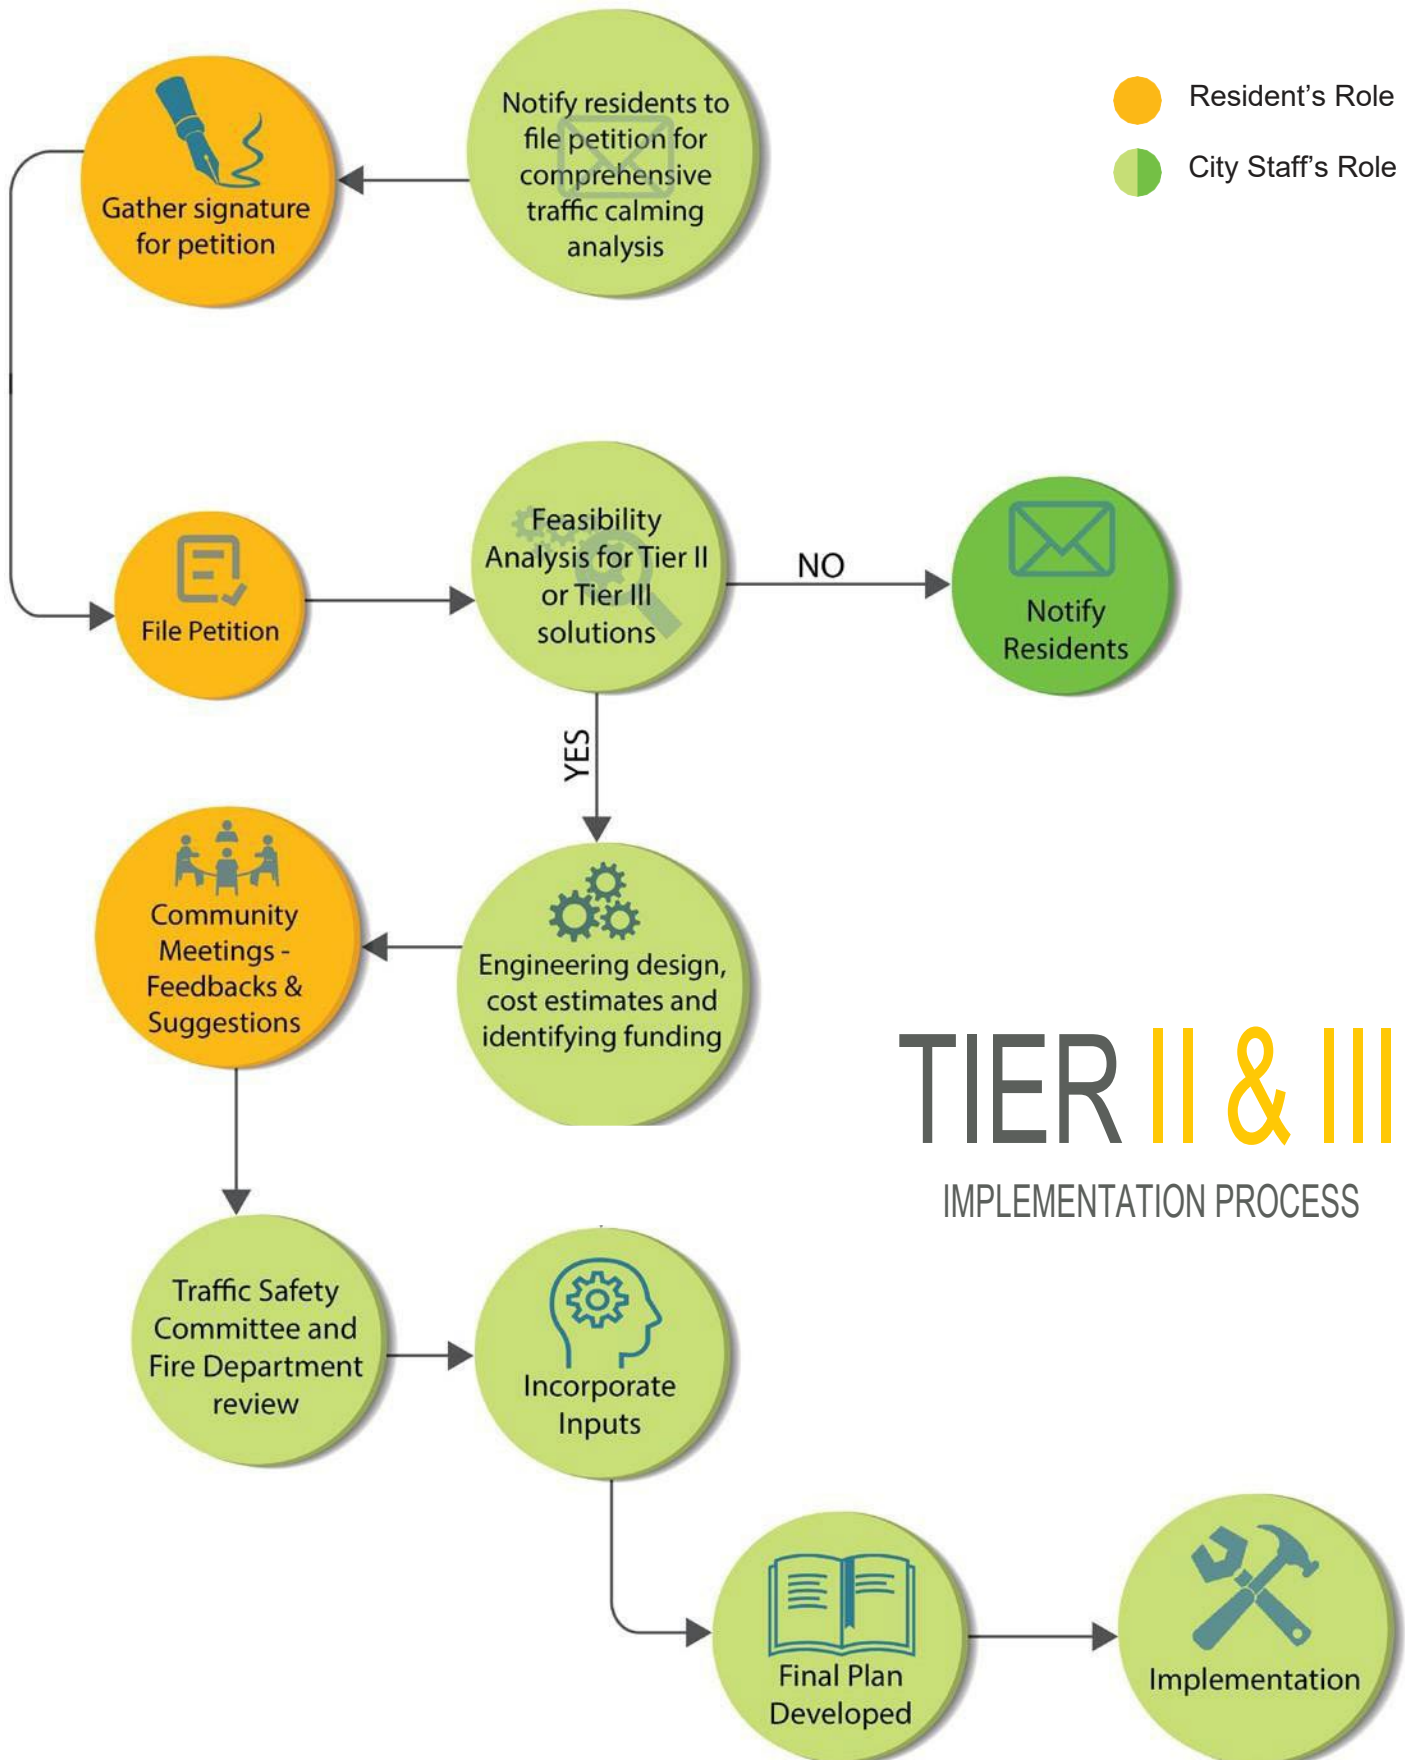 Notify residents to
file petition for
comprehensive
traffic calming
analysis
Gather signature
for petition
Resident’s Role
City Staff’s Role
File Petition
Feasibility
Analysis for Tier II
or Tier III
solutions
NO
Notify
Residents
YES
Engineering design,
cost estimates and
identifying funding
Community
Meetings -
Feedbacks &
Suggestions
TIER II & III
IMPLEMENTATION PROCESS
Traffic Safety
Committee and
Fire Department
review
Incorporate
Inputs
Final Plan
Developed
Implementation